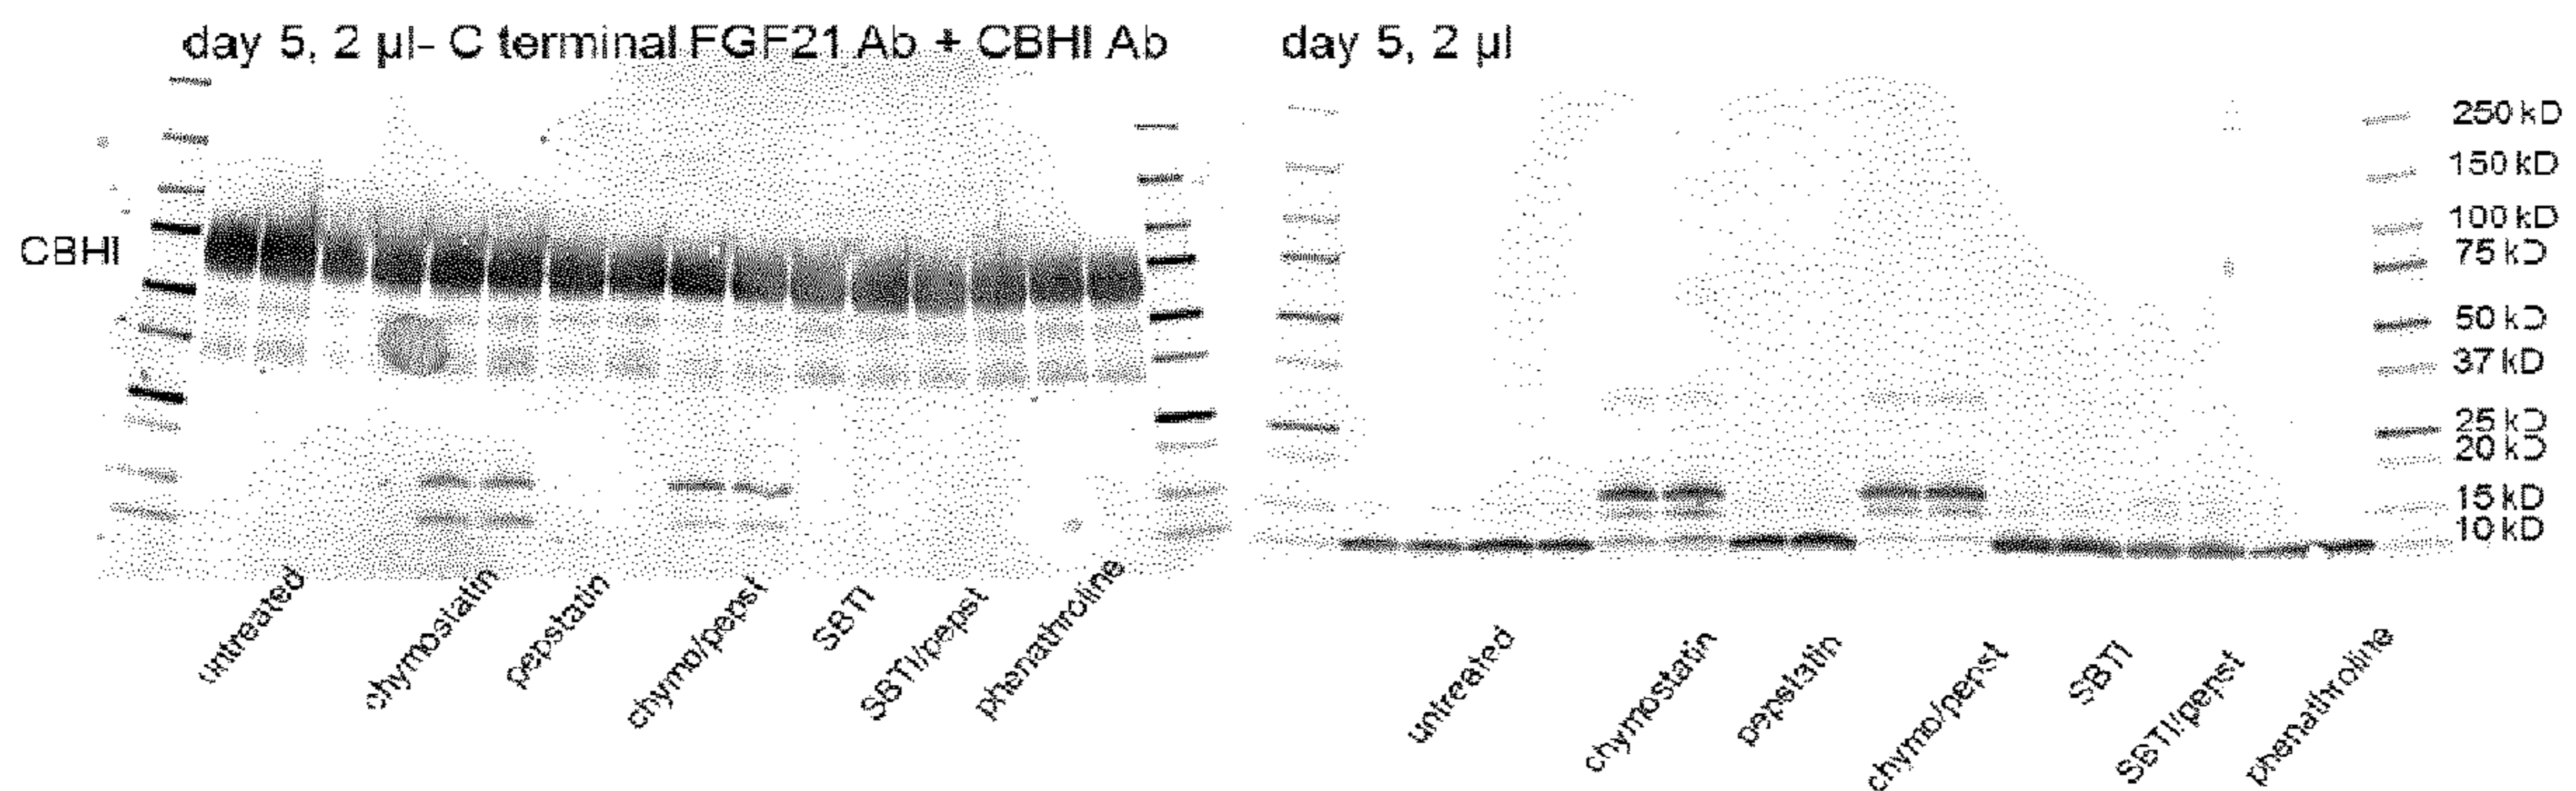 day 5, 2 µl- C terminal FGF21 Ab + CBHI Ab
CBHI
untreated
chymostatin
pepstatin
chymo/pepst
SBTI
SBTI/pepst
phenathroline
day 5, 2 µl
250 kD
150 kD
100 kD
75 kD
50 kD
37 kD
25 kD
20 kD
15 kD
10 kD
untreated
chymostatin
pepstatin
chymo/pepst
SBTI
SBTI/pepst
phenathroline